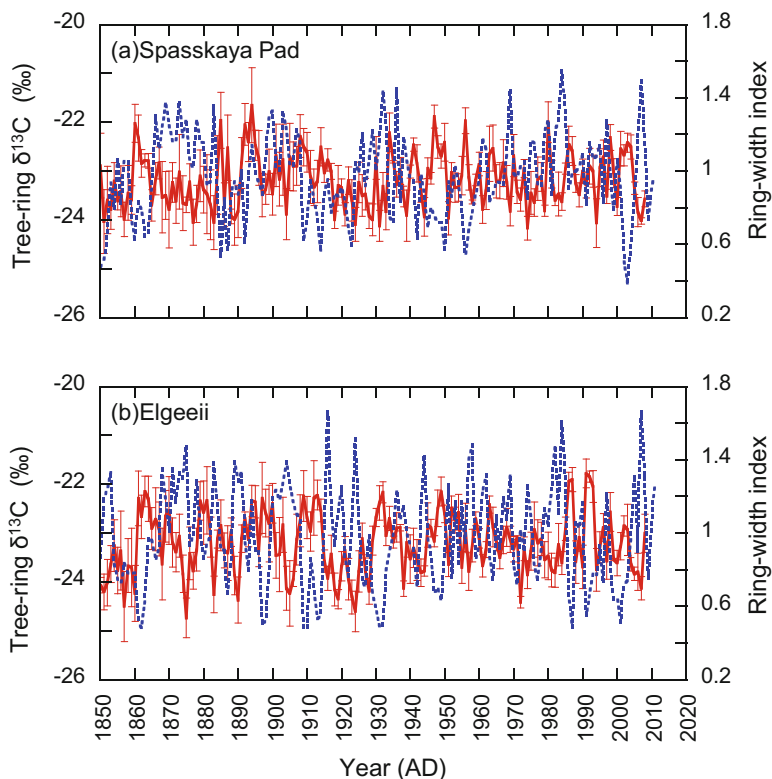 -20
-22
-24
-26
Tree-ring δ13C (‰)
(a)Spasskaya Pad
1.8
1.4
1
0.6
0.2
Ring-width index
-20
-22
-24
-26
Tree-ring δ13C (‰)
(b)Elgeeii
1.8
1.4
1
0.6
0.2
Ring-width index
1850 1860 1870 1880 1890 1900 1910 1920 1930 1940 1950 1960 1970 1980 1990 2000 2010 2020
Year (AD)